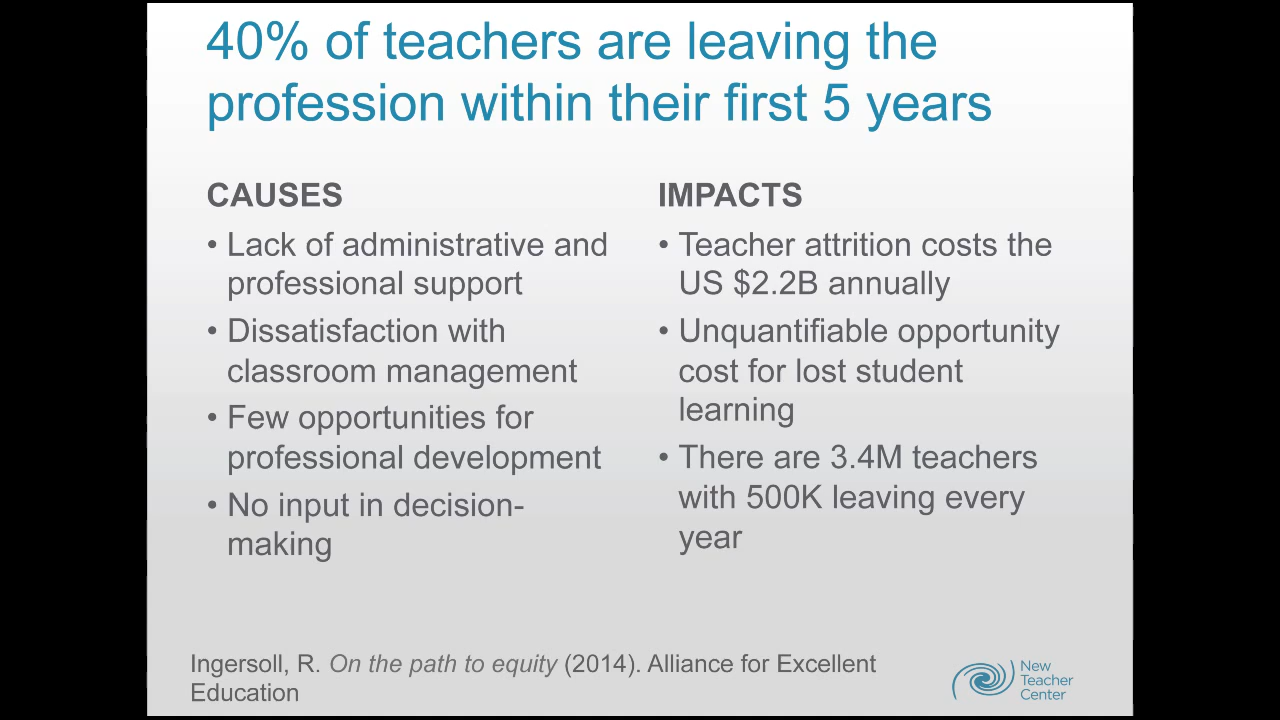 40% of teachers are leaving the
profession within their first 5 years
CAUSES
• Lack of administrative and
professional support
• Dissatisfaction with
classroom management
• Few opportunities for
professional development
• No input in decision-
making
IMPACTS
• Teacher attrition costs the
US $2.2B annually
• Unquantifiable opportunity
cost for lost student
learning
• There are 3.4M teachers
with 500K leaving every
year
Ingersoll, R. On the path to equity (2014). Alliance for Excellent
Education
New
Teacher
Center